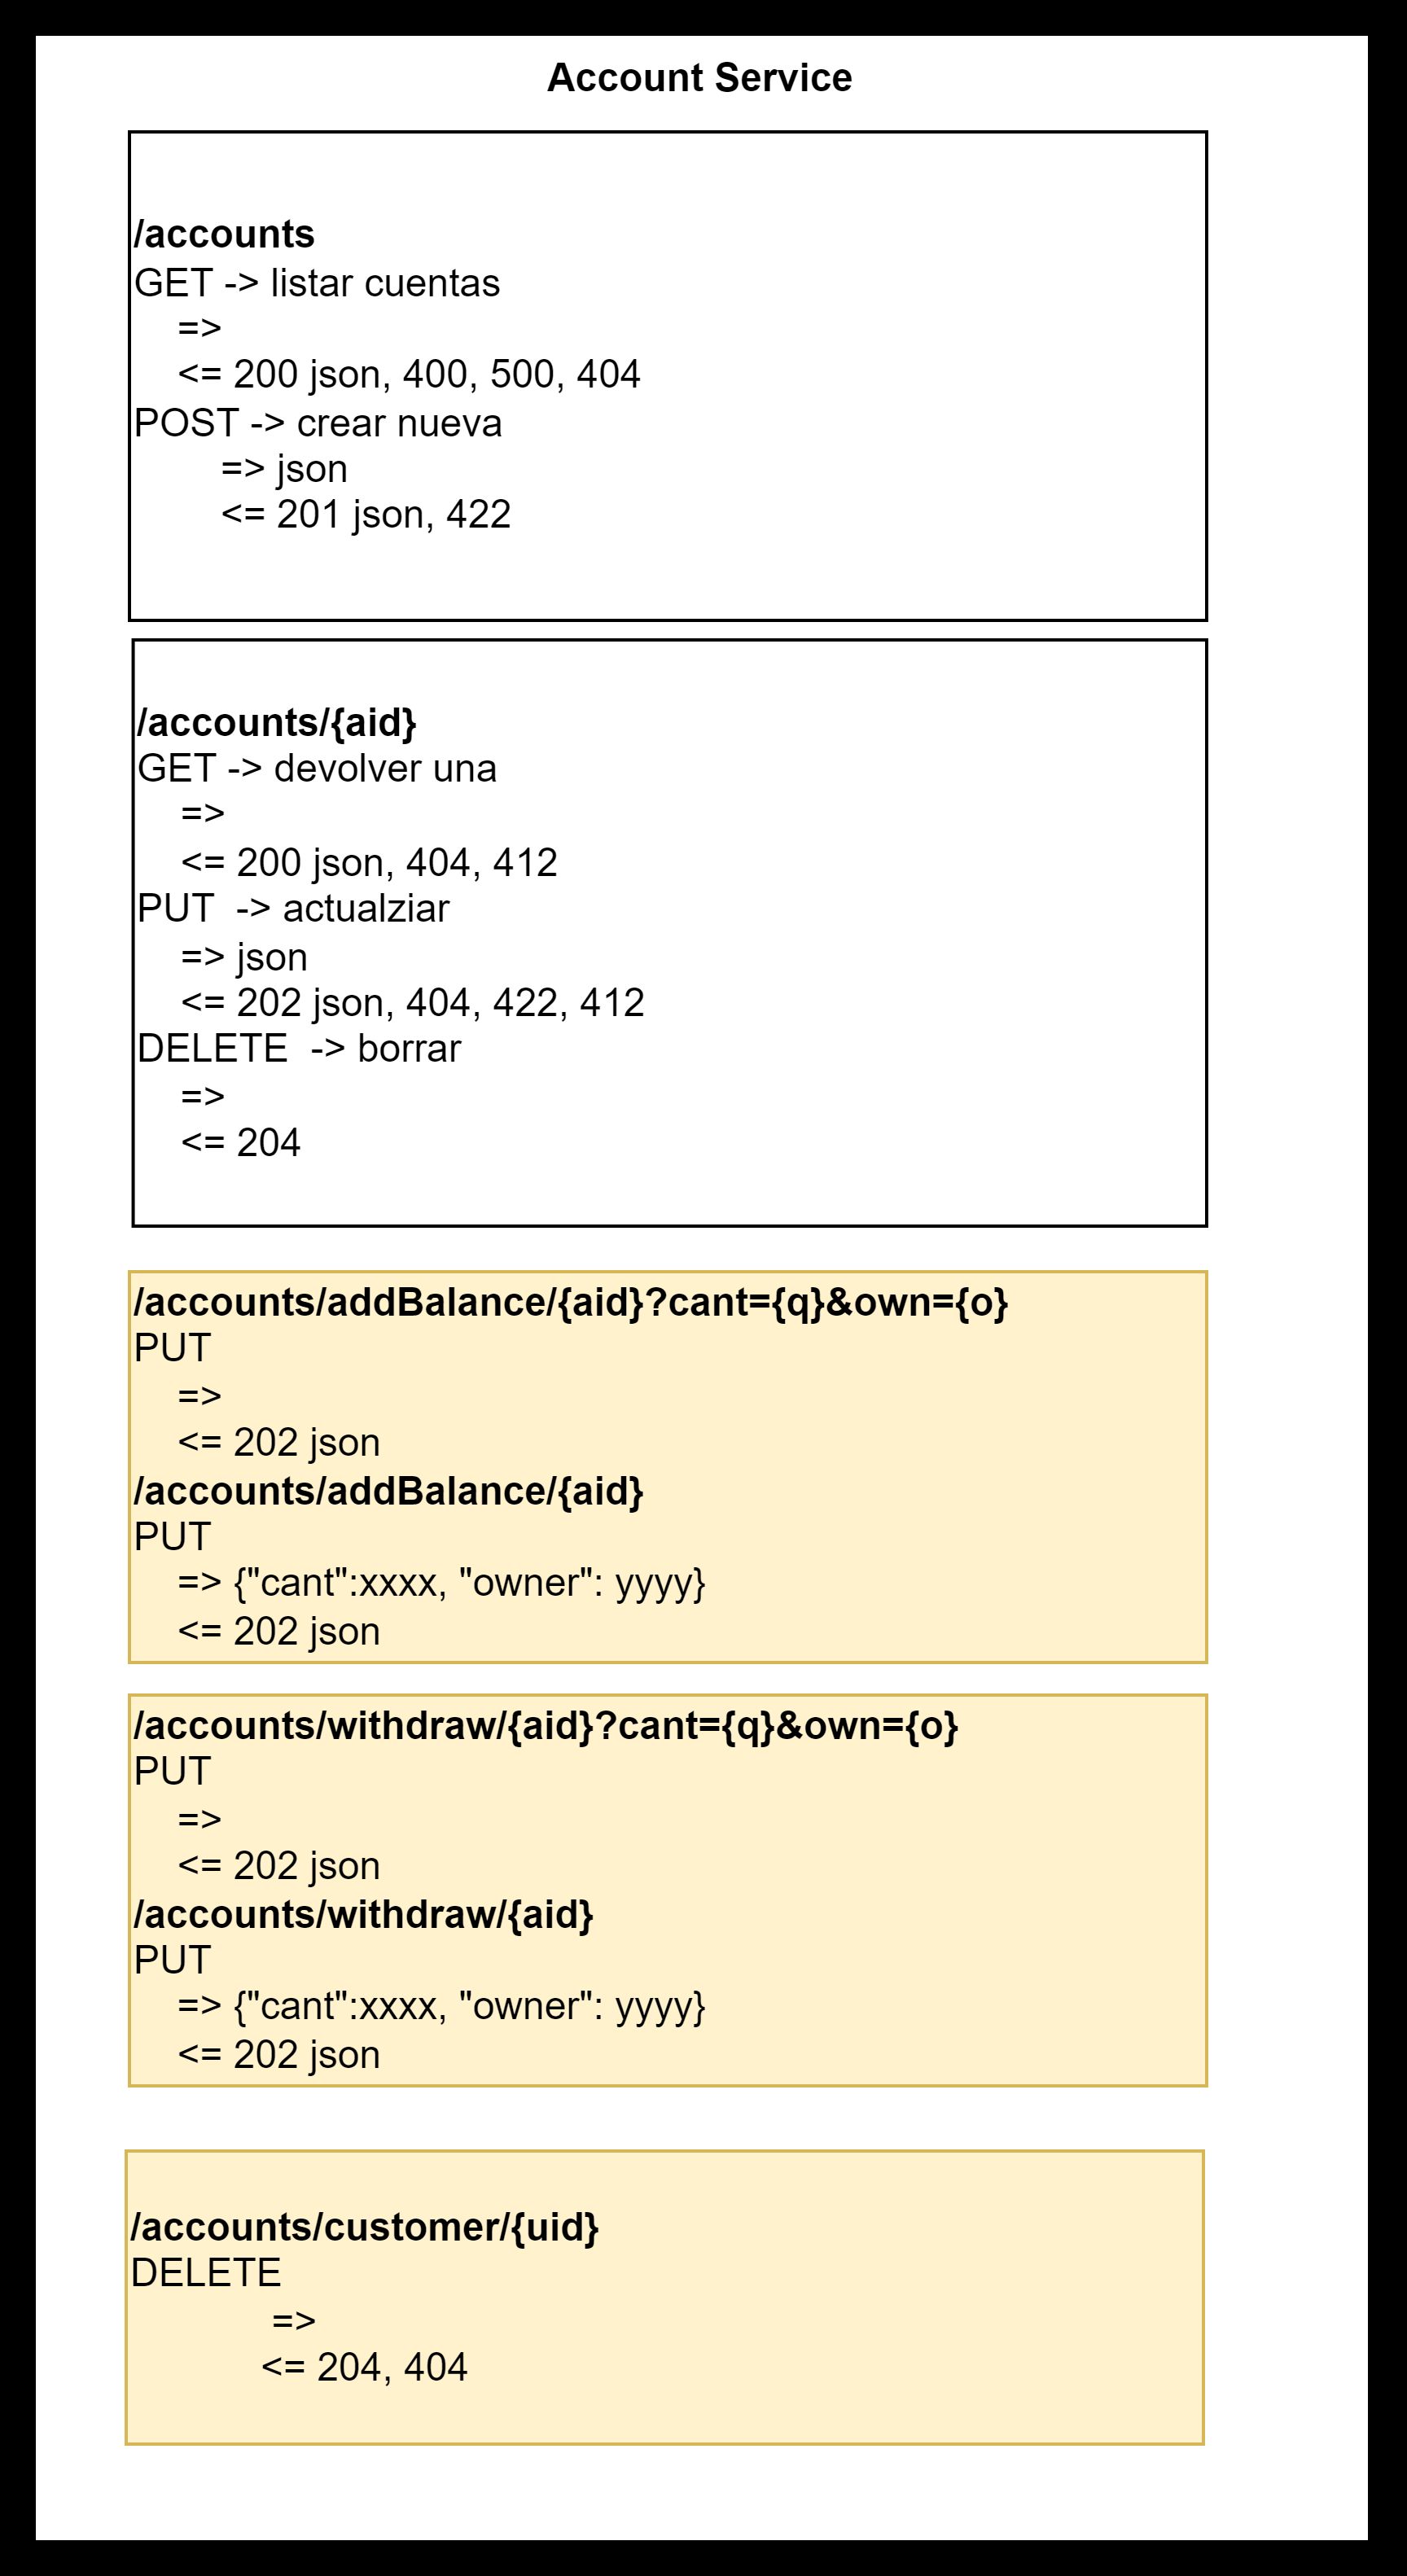 Account Service
/accounts
GET -> listar cuentas
=>
<= 200 json, 400, 500, 404
POST -> crear nueva
=> json
<= 201 json, 422
/accounts/{aid}
GET -> devolver una
=>
<= 200 json, 404, 412
PUT -> actualziar
=> json
<= 202 json, 404, 422, 412
DELETE -> borrar
=>
<= 204
/accounts/addBalance/{aid}?cant={q}&own={o}
PUT
=>
<= 202 json
/accounts/addBalance/{aid}
PUT
=> {"cant":xxxx, "owner": yyyy}
<= 202 json
/accounts/withdraw/{aid}?cant={q}&own={o}
PUT
=>
<= 202 json
/accounts/withdraw/{aid}
PUT
=> {"cant":xxxx, "owner": yyyy}
<= 202 json
/accounts/customer/{uid}
DELETE
=>
<= 204, 404